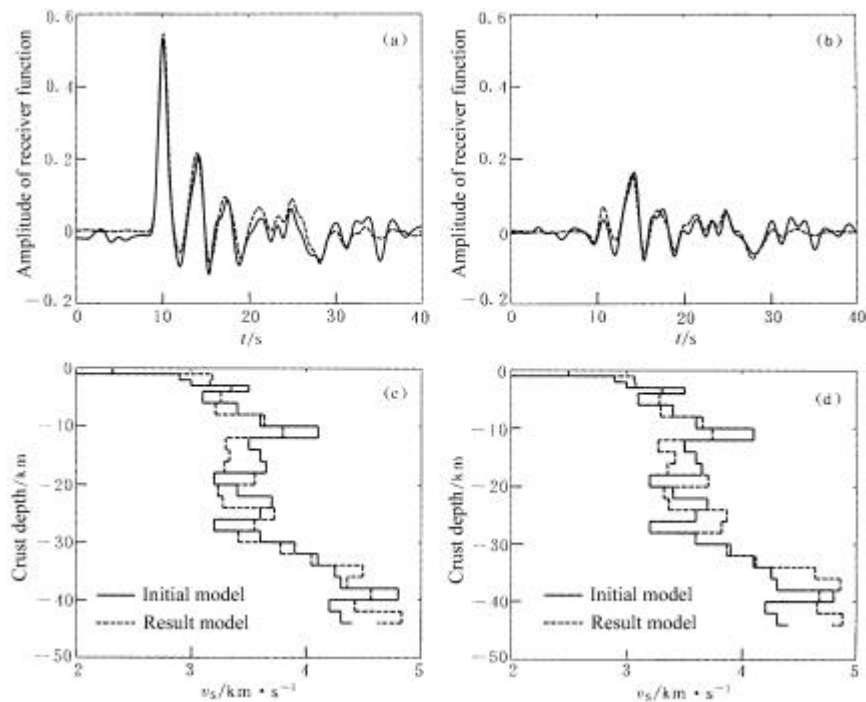 0.6
0.4
0.2
0
−0.2
Amplitude of receiver function
(a)
0 10 20 30 40
t/s
0.6
0.4
0.2
0
−0.2
Amplitude of receiver function
(b)
0 10 20 30 40
t/s
0
−10
−20
−30
−40
−50
Crust depth/km
(c)
Initial model
Result model
2 3 4 5
vS/km·s⁻¹
0
−10
−20
−30
−40
−50
Crust depth/km
(d)
Initial model
Result model
2 3 4 5
vS/km·s⁻¹